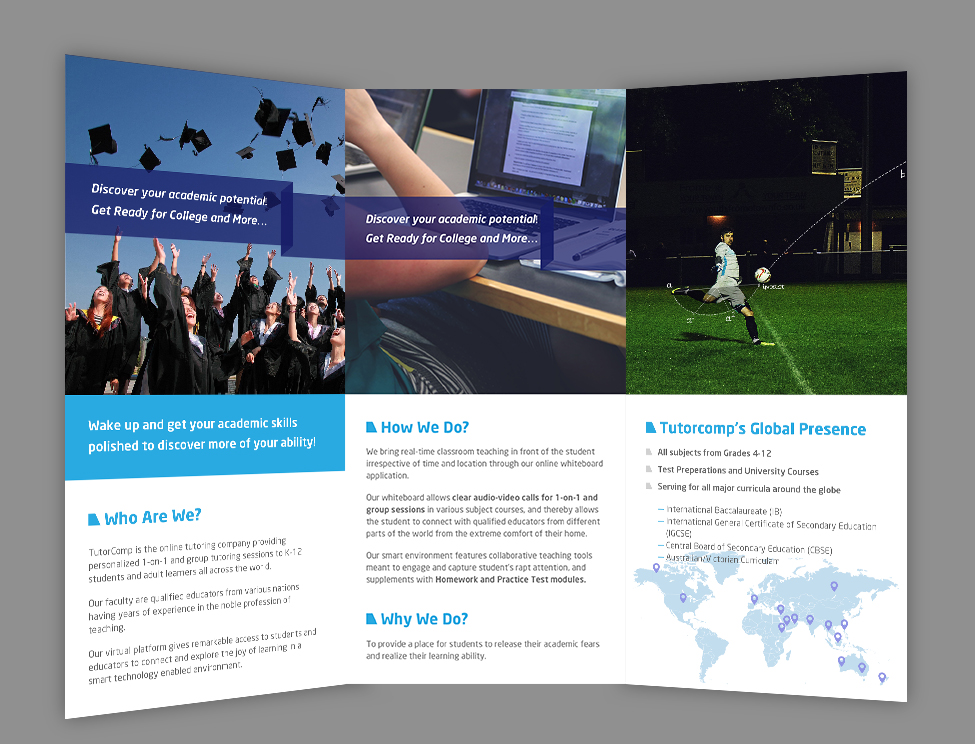 Discover your academic potential!
Get Ready for College and More...
Wake up and get your academic skills
polished to discover more of your ability!
Who Are We?
TutorComp is the online tutoring company providing
personalized 1-on-1 and group tutoring sessions to K-12
students and adult learners all across the world.
Our faculty are qualified educators from various nations
having years of experience in the noble profession of
teaching.
Our virtual platform gives remarkable access to students and
educators to connect and explore the joy of learning in a
smart technology enabled environment.
Discover your academic potential!
Get Ready for College and More...
How We Do?
We bring real-time classroom teaching in front of the student
irrespective of time and location through our online whiteboard
application.
Our whiteboard allows clear audio-video calls for 1-on-1 and
group sessions in various subject courses, and thereby allows
the student to connect with qualified educators from different
parts of the world from the extreme comfort of their home.
Our smart environment features collaborative teaching tools
meant to engage and capture student's rapt attention, and
supplements with Homework and Practice Test modules.
Why We Do?
To provide a place for students to release their academic fears
and realize their learning ability.
b
a
impact
Tutorcomp's Global Presence
All subjects from Grades 4-12
Test Preperations and University Courses
Serving for all major curricula around the globe
— International Baccalaureate (IB)
— International General Certificate of Secondary Education
(IGCSE)
— Central Board of Secondary Education (CBSE)
— Australian/Victorian Curriculum